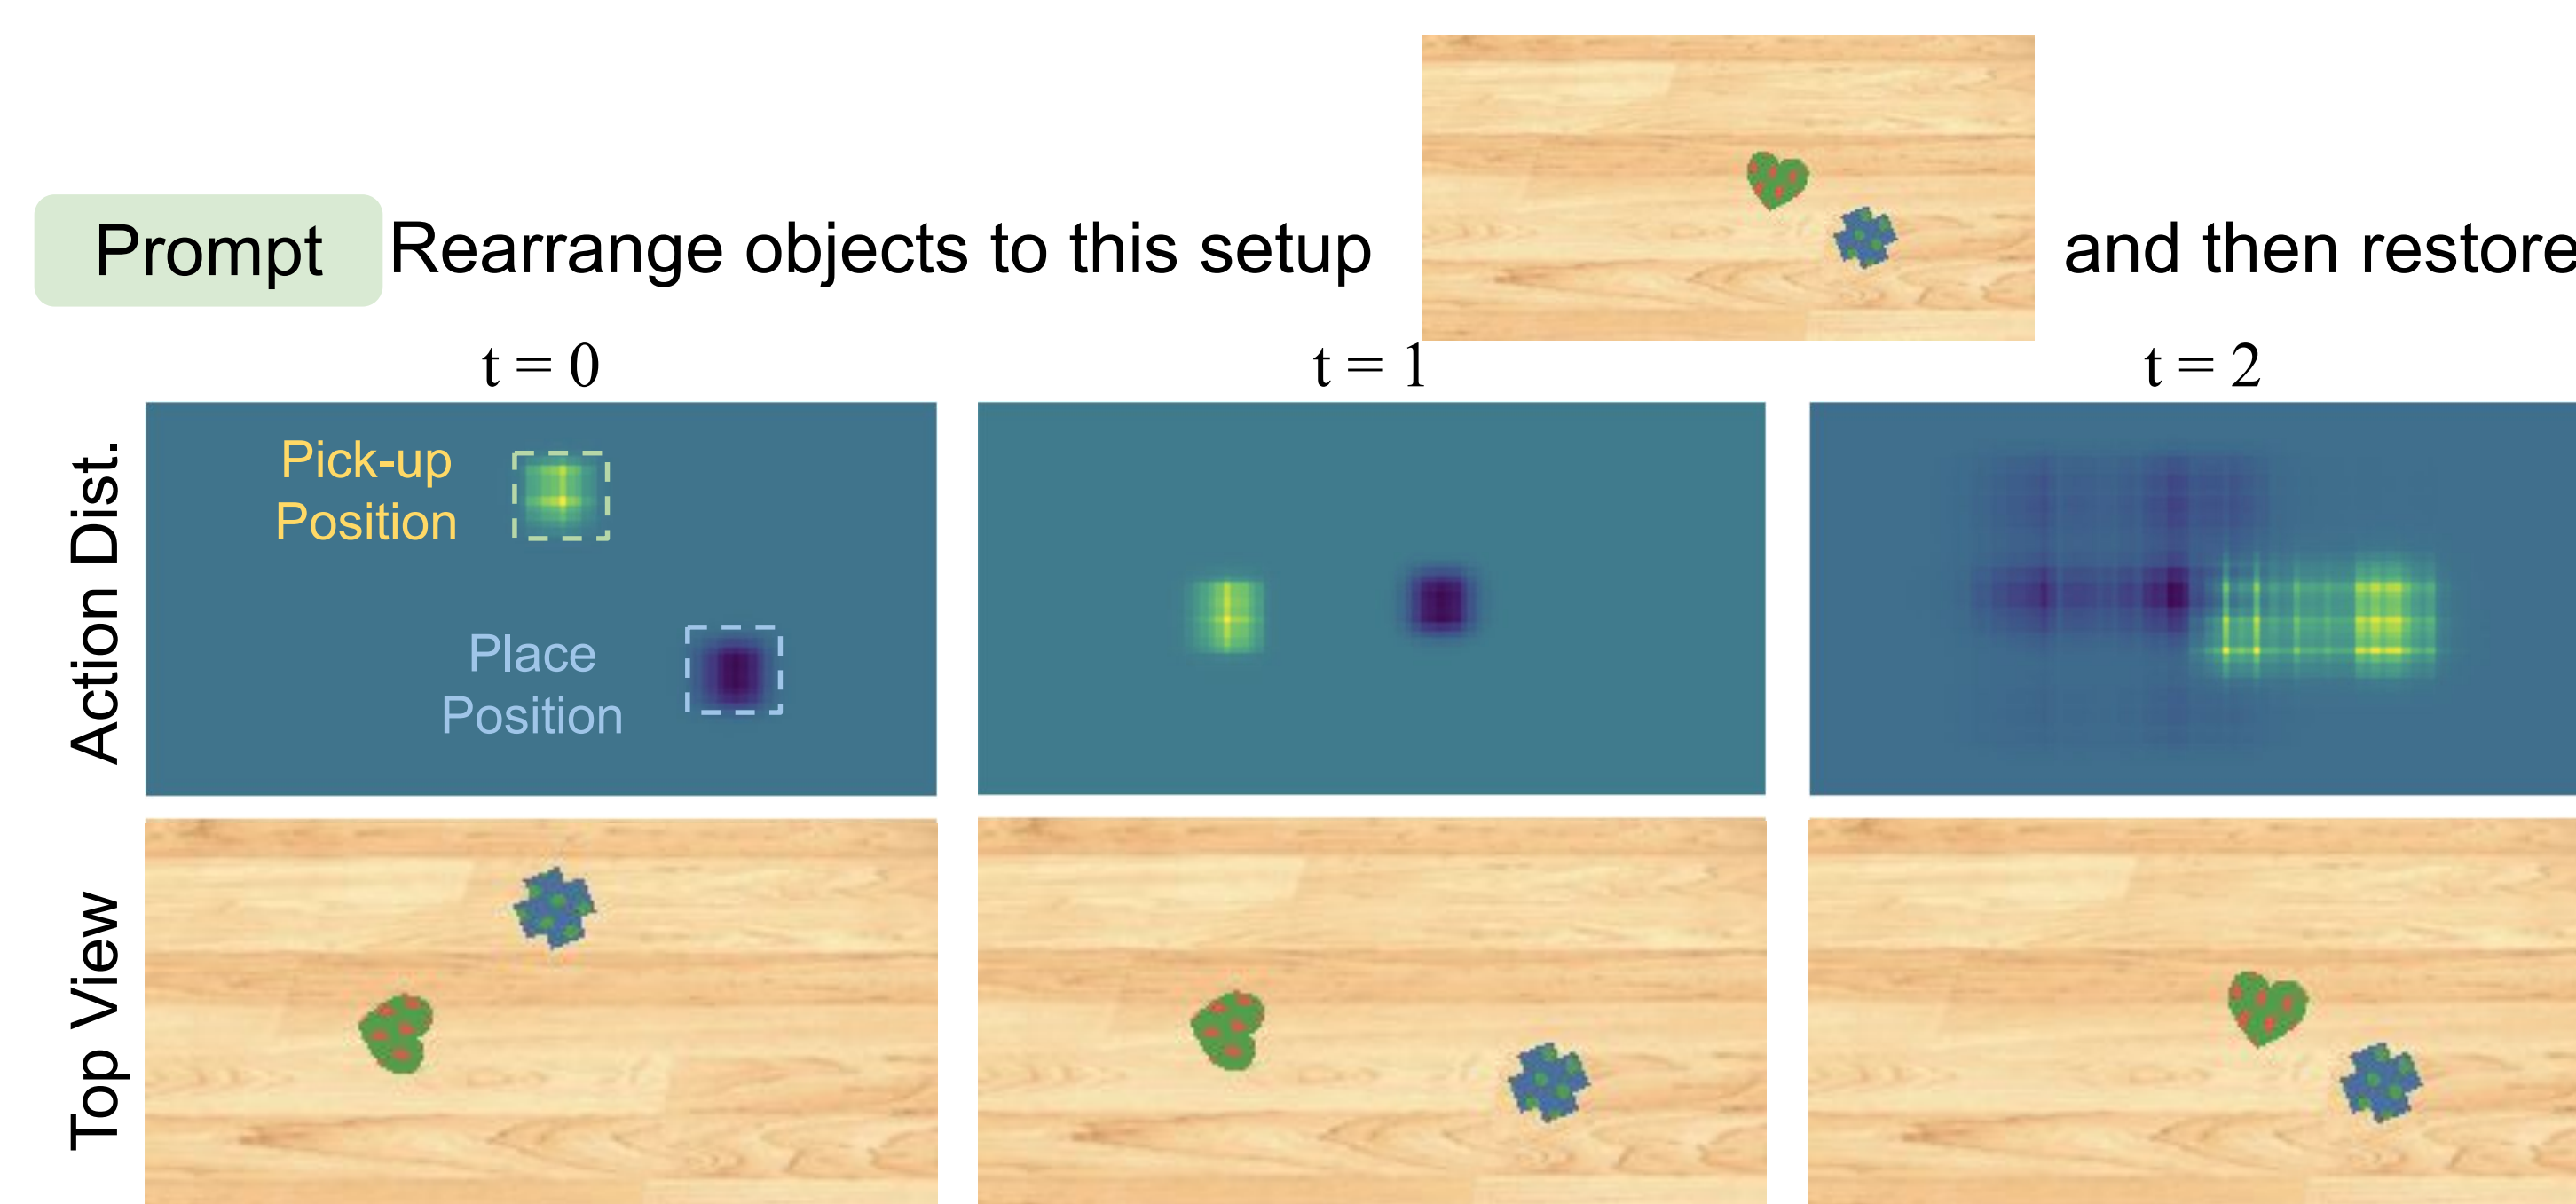 Prompt Rearrange objects to this setup and then restore
t = 0 t = 1 t = 2
Action Dist.
Pick-up
Position
Place
Position
Top View